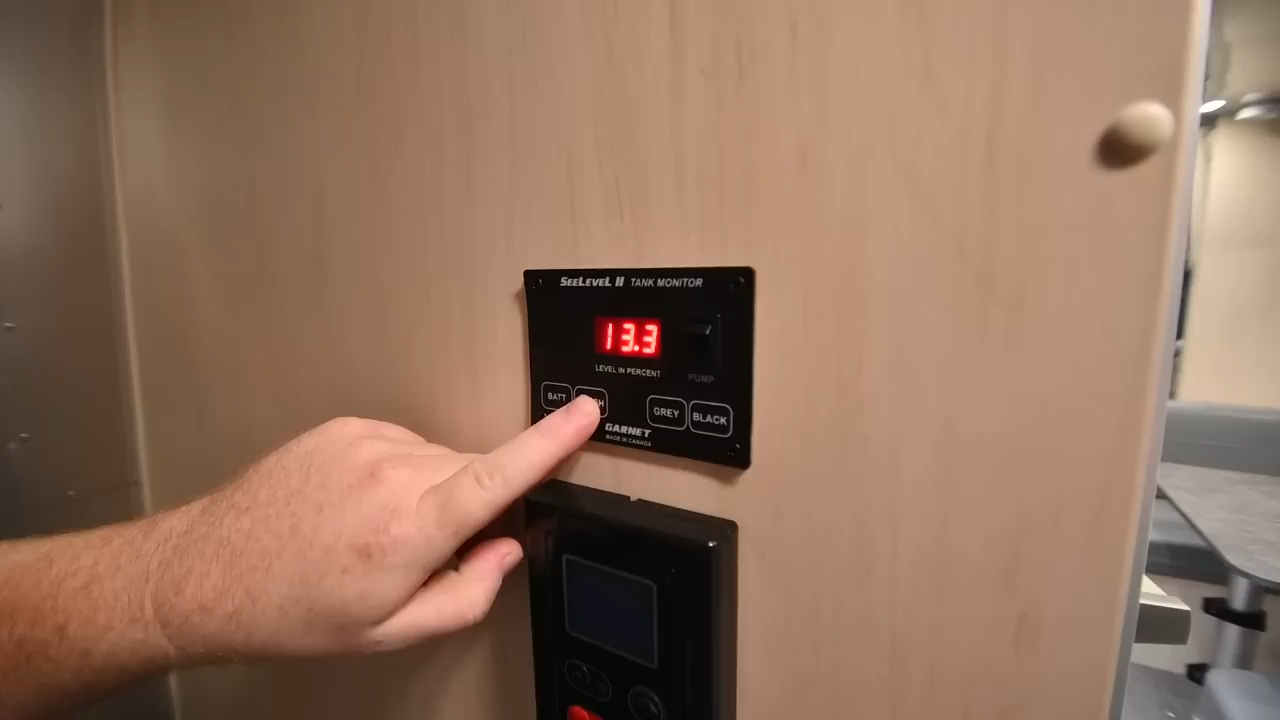 SEELEVEL II TANK MONITOR
13.3
LEVEL IN PERCENT
PUMP
BATT
GREY
BLACK
GARNET
MADE IN CANADA